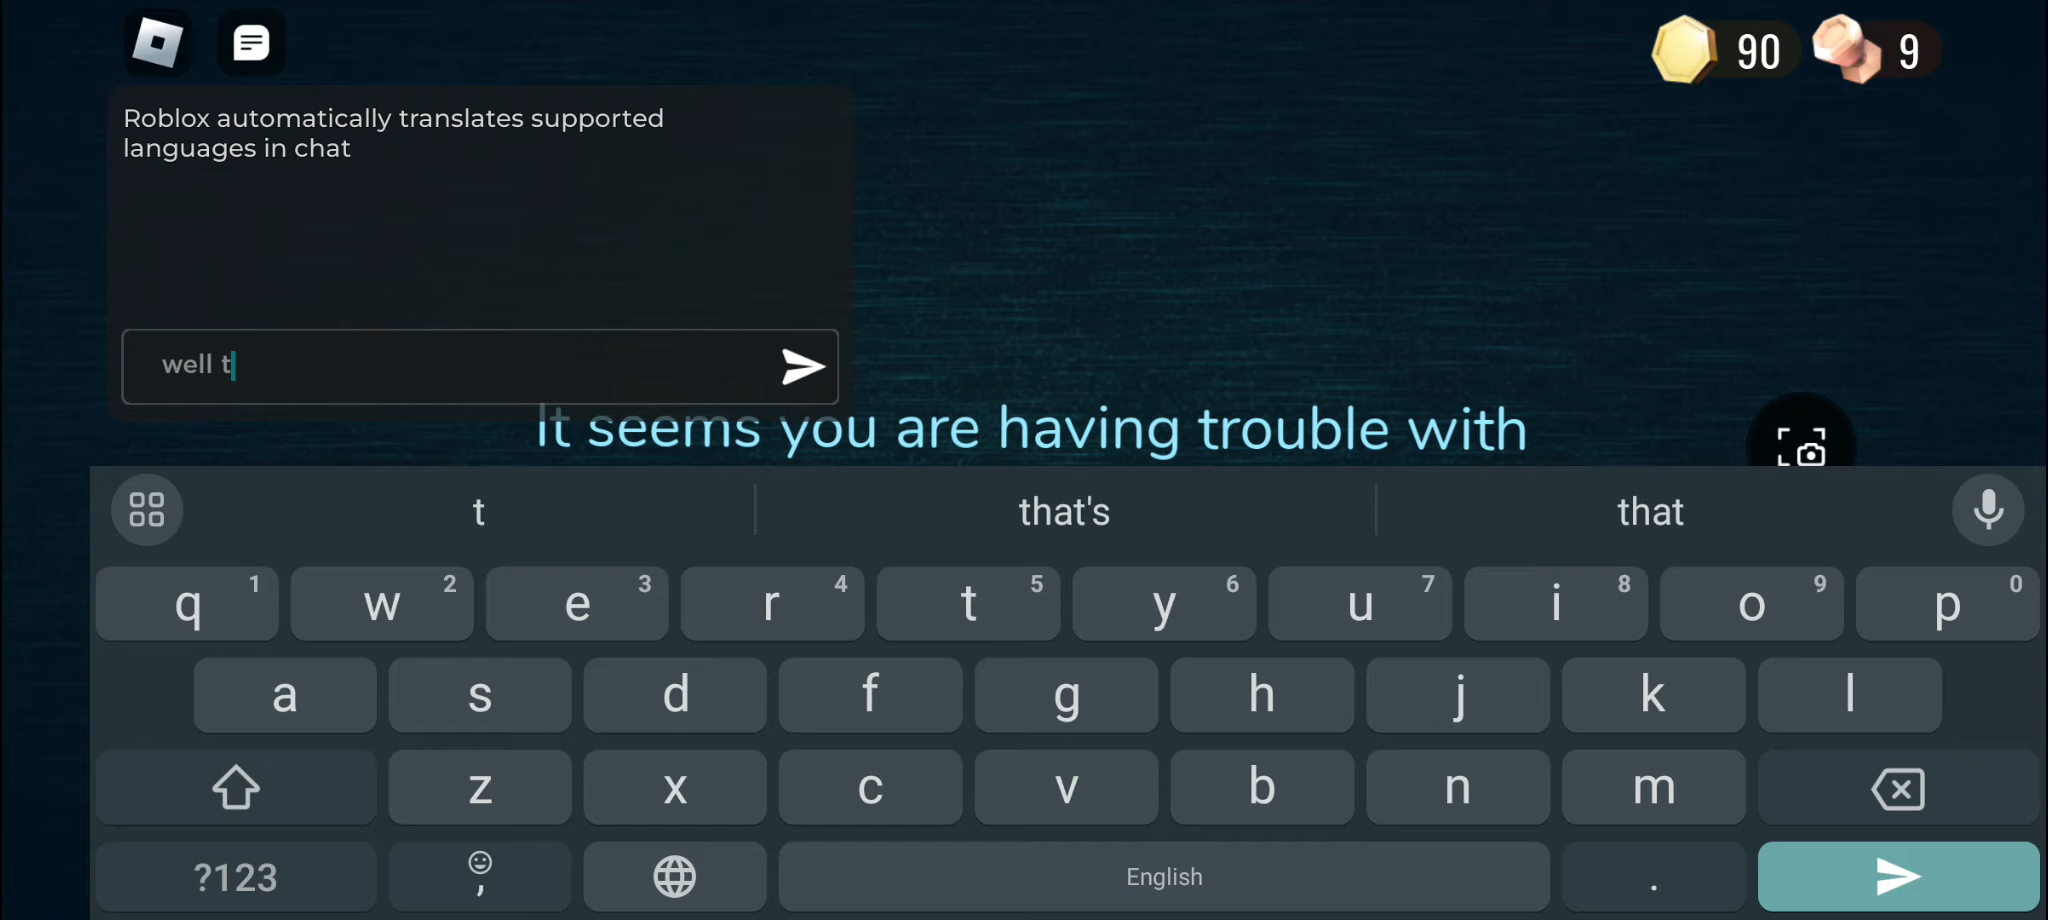 90
9
Roblox automatically translates supported
languages in chat
well t
It seems you are having trouble with
t that's that
q 1 w 2 e 3 r 4 t 5 y 6 u 7 i 8 o 9 p 0
a s d f g h j k l
z x c v b n m
?123 , English .